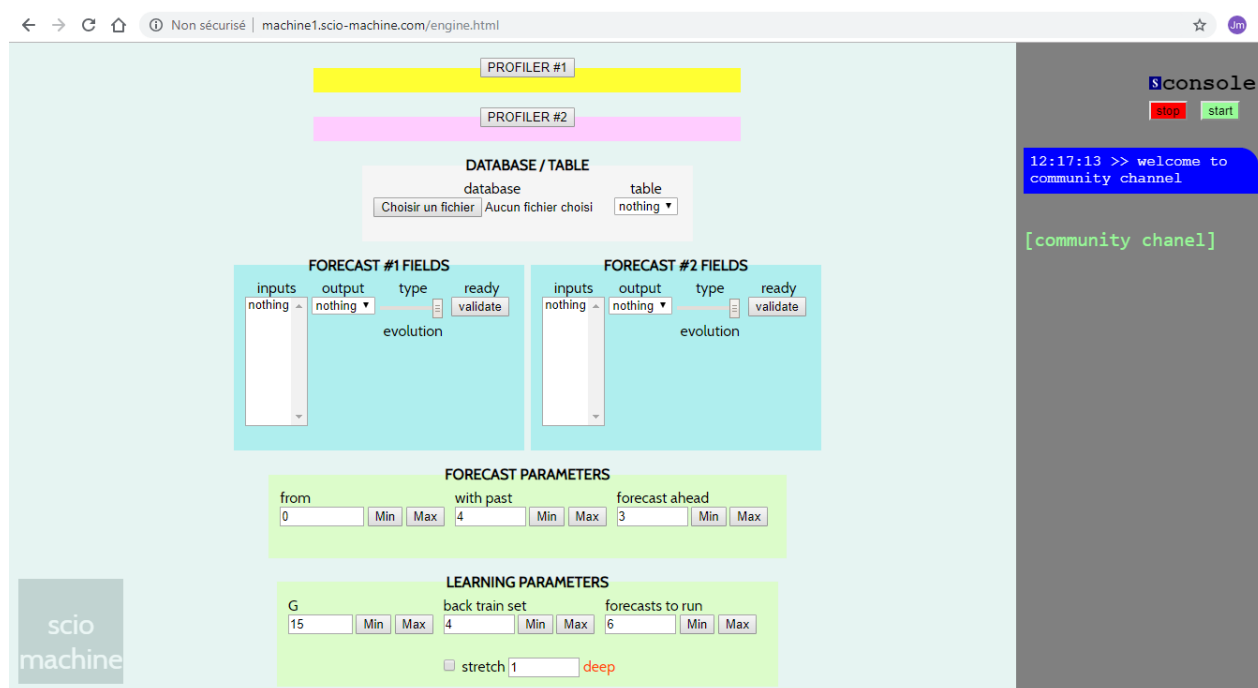 Non sécurisé | machine1.scio-machine.com/engine.html
Jm
PROFILER #1
PROFILER #2
DATABASE / TABLE
database table
Choisir un fichier Aucun fichier choisi nothing
FORECAST #1 FIELDS
inputs output type ready
nothing nothing validate
evolution
FORECAST #2 FIELDS
inputs output type ready
nothing nothing validate
evolution
FORECAST PARAMETERS
from with past forecast ahead
0 Min Max 4 Min Max 3 Min Max
LEARNING PARAMETERS
G back train set forecasts to run
15 Min Max 4 Min Max 6 Min Max
stretch 1 deep
scio
machine
s console
stop start
12:17:13 >> welcome to
community channel
[community chanel]